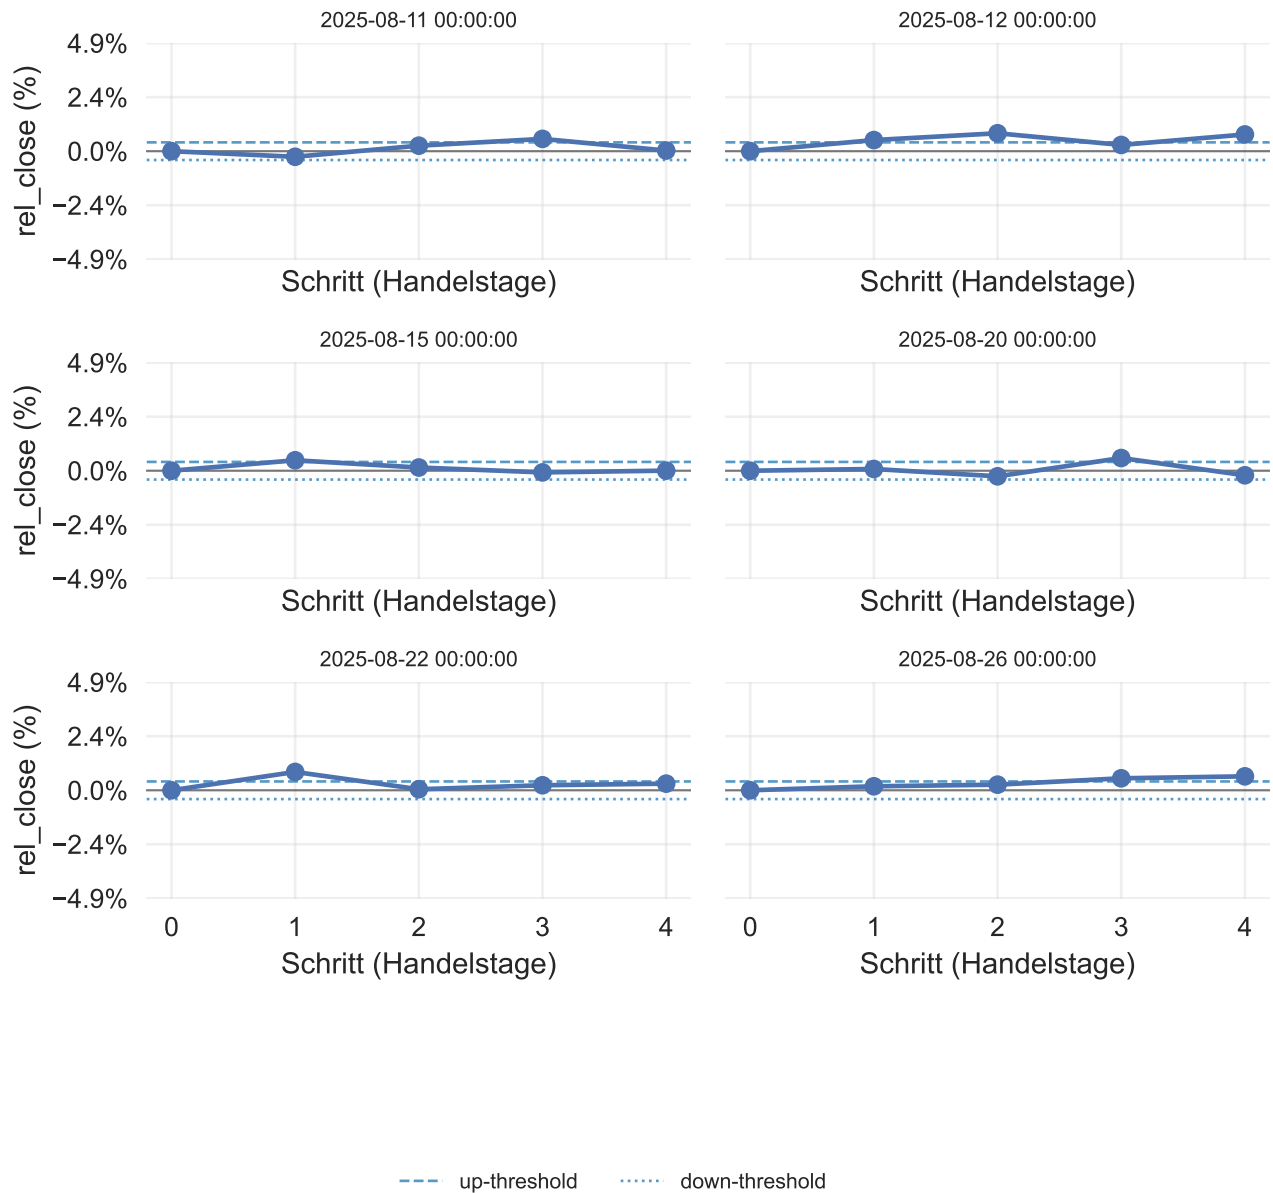 2025-08-11 00:00:00
2025-08-12 00:00:00
rel_close (%)
4.9%
2.4%
0.0%
−2.4%
−4.9%
Schritt (Handelstage)
Schritt (Handelstage)
2025-08-15 00:00:00
2025-08-20 00:00:00
rel_close (%)
4.9%
2.4%
0.0%
−2.4%
−4.9%
Schritt (Handelstage)
Schritt (Handelstage)
2025-08-22 00:00:00
2025-08-26 00:00:00
rel_close (%)
4.9%
2.4%
0.0%
−2.4%
−4.9%
0 1 2 3 4
0 1 2 3 4
Schritt (Handelstage)
Schritt (Handelstage)
up-threshold
down-threshold